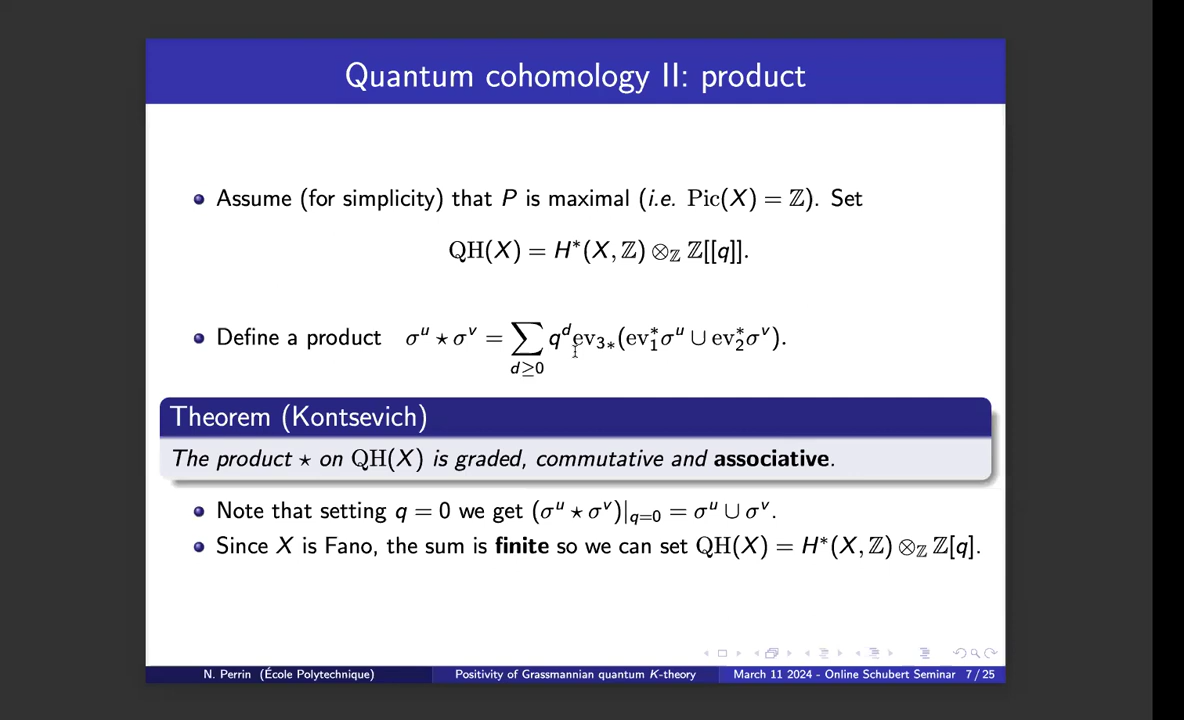 Quantum cohomology II: product
Assume (for simplicity) that P is maximal (i.e. Pic(X) = ℤ). Set
QH(X) = H*(X, ℤ) ⊗_ℤ ℤ[[q]].
Define a product σ^u ⋆ σ^v = ∑_{d≥0} q^d ev_{3*}(ev_1^* σ^u ∪ ev_2^* σ^v).
Theorem (Kontsevich)
The product ⋆ on QH(X) is graded, commutative and associative.
Note that setting q = 0 we get (σ^u ⋆ σ^v)|_{q=0} = σ^u ∪ σ^v.
Since X is Fano, the sum is finite so we can set QH(X) = H*(X, ℤ) ⊗_ℤ ℤ[q].
N. Perrin (École Polytechnique) Positivity of Grassmannian quantum K-theory March 11 2024 - Online Schubert Seminar 7 / 25